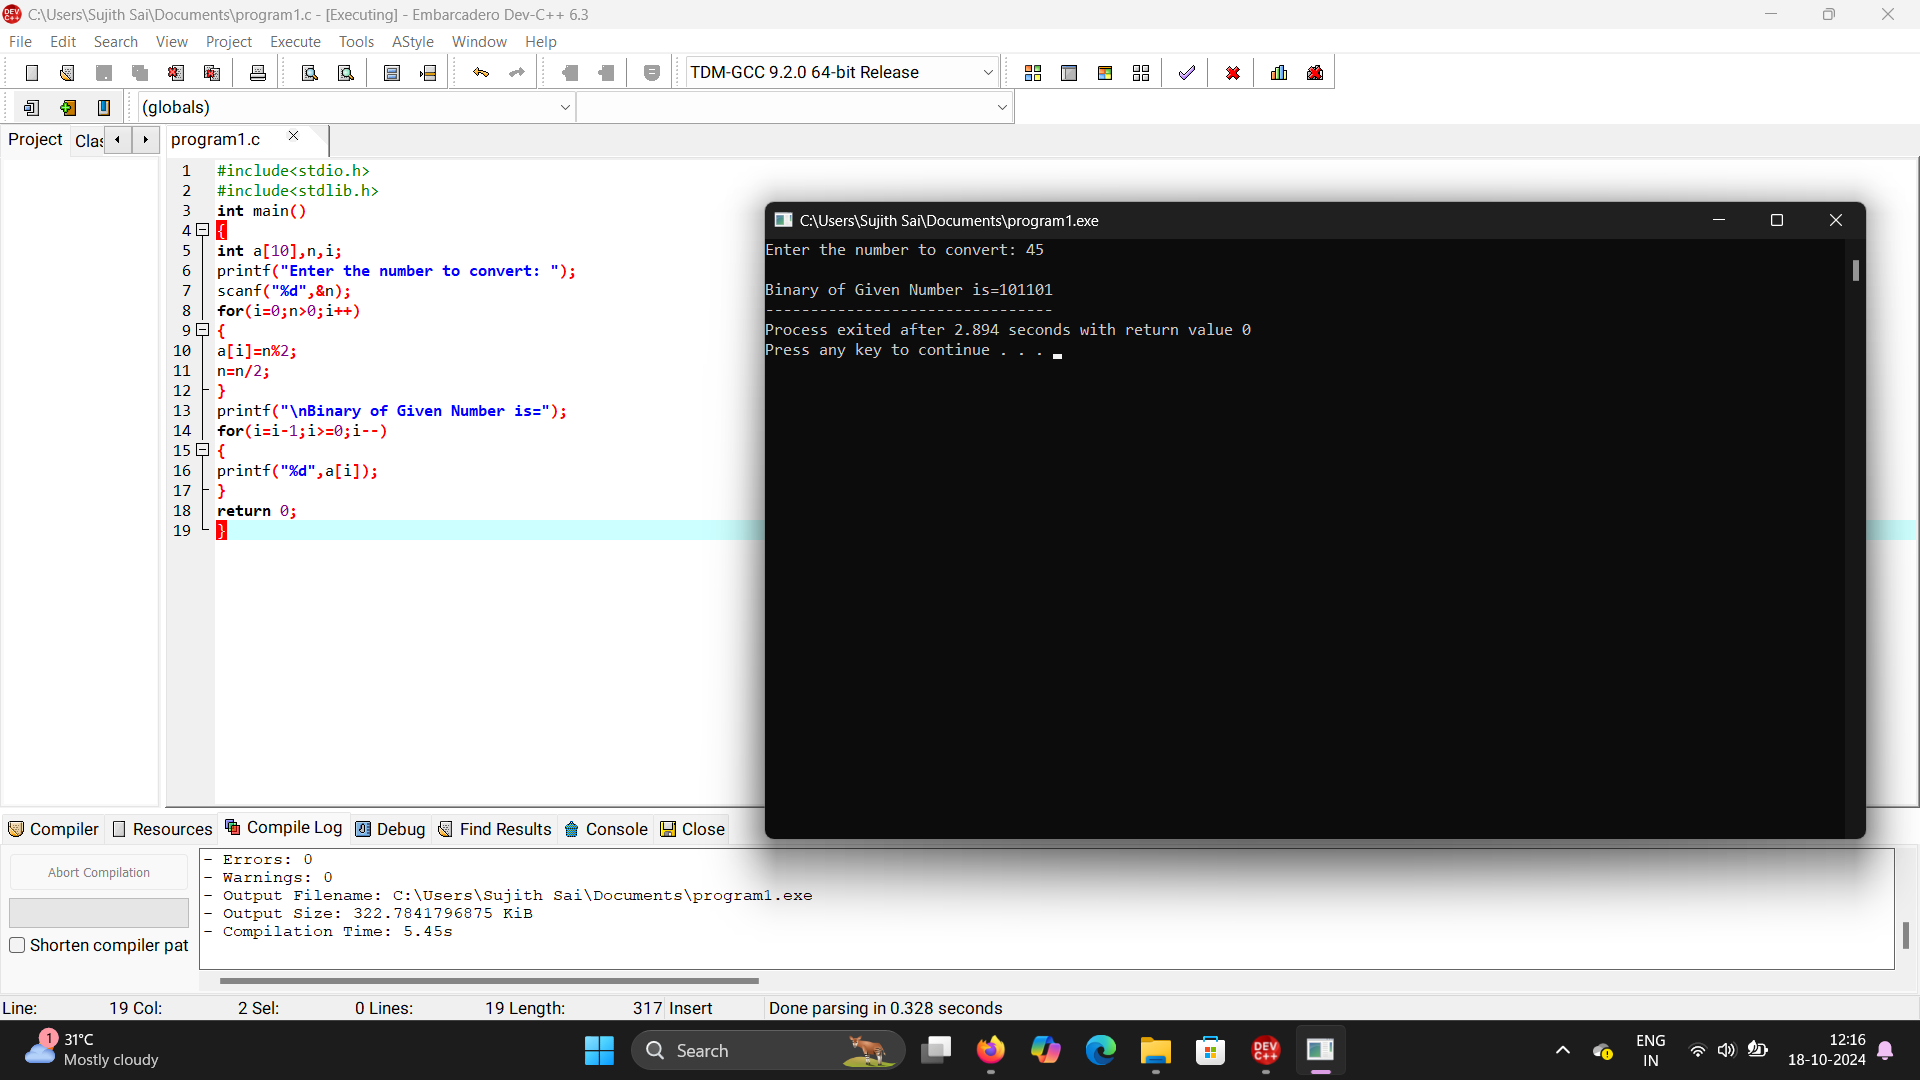 C:\Users\Sujith Sai\Documents\program1.c - [Executing] - Embarcadero Dev-C++ 6.3
File Edit Search View Project Execute Tools AStyle Window Help
TDM-GCC 9.2.0 64-bit Release
(globals)
Project Clas program1.c
1 #include<stdio.h>
2 #include<stdlib.h>
3 int main()
4 {
5 int a[10],n,i;
6 printf("Enter the number to convert: ");
7 scanf("%d",&n);
8 for(i=0;n>0;i++)
9 {
10 a[i]=n%2;
11 n=n/2;
12 }
13 printf("\nBinary of Given Number is=");
14 for(i=i-1;i>=0;i--)
15 {
16 printf("%d",a[i]);
17 }
18 return 0;
19 }
C:\Users\Sujith Sai\Documents\program1.exe
Enter the number to convert: 45
Binary of Given Number is=101101
--------------------------------
Process exited after 2.894 seconds with return value 0
Press any key to continue . . .
Compiler Resources Compile Log Debug Find Results Console Close
Abort Compilation
Shorten compiler pat
- Errors: 0
- Warnings: 0
- Output Filename: C:\Users\Sujith Sai\Documents\program1.exe
- Output Size: 322.7841796875 KiB
- Compilation Time: 5.45s
Line: 19 Col: 2 Sel: 0 Lines: 19 Length: 317 Insert Done parsing in 0.328 seconds
1
31°C
Mostly cloudy
Search
DEV C++
ENG
IN
12:16
18-10-2024